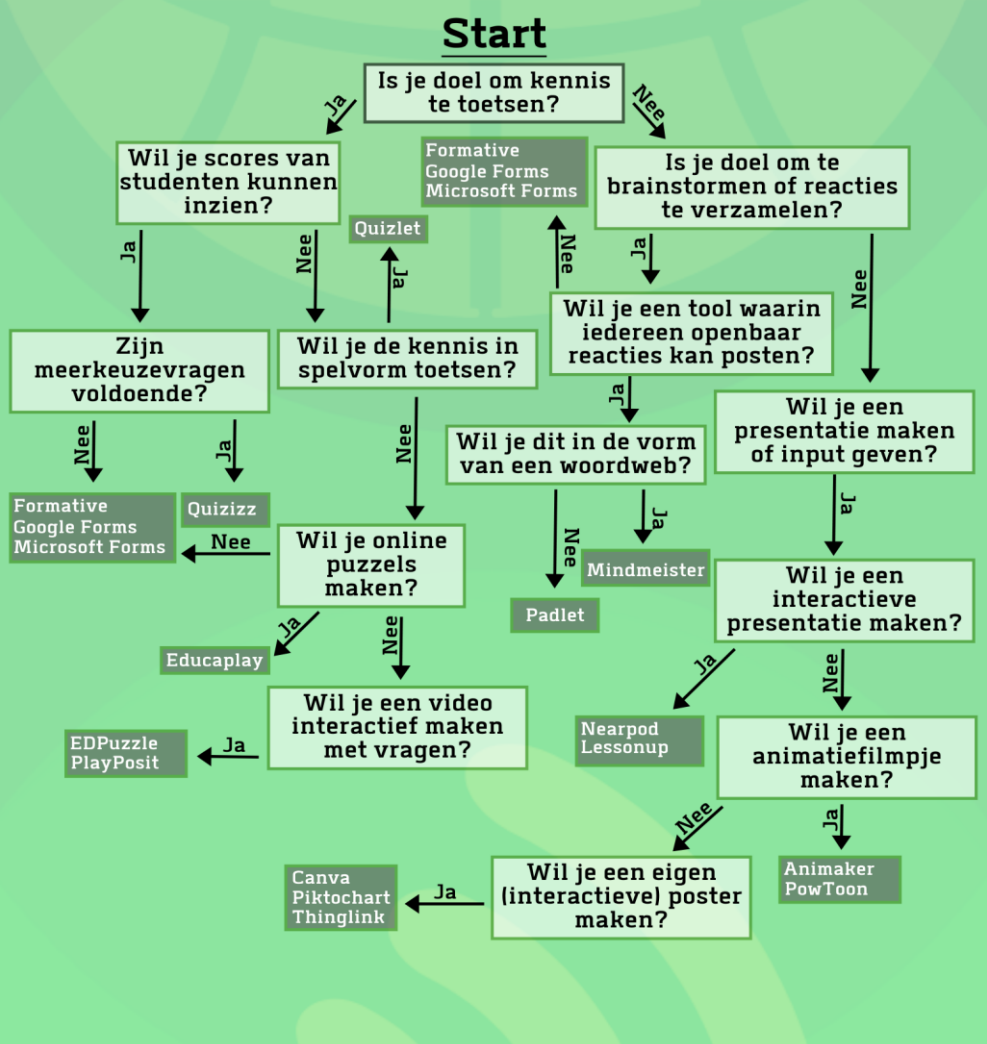 Start
Is je doel om kennis
te toetsen?
Ja
Nee
Wil je scores van
studenten kunnen
inzien?
Formative
Google Forms
Microsoft Forms
Is je doel om te
brainstormen of reacties
te verzamelen?
Quizlet
Ja
Nee
Ja
Nee
Ja
Nee
Zijn
meerkeuzevragen
voldoende?
Wil je de kennis in
spelvorm toetsen?
Wil je een tool waarin
iedereen openbaar
reacties kan posten?
Ja
Wil je een
presentatie maken
of input geven?
Nee
Ja
Nee
Wil je dit in de vorm
van een woordweb?
Formative
Google Forms
Microsoft Forms
Quizizz
Nee
Ja
Ja
Nee
Wil je online
puzzels
maken?
Mindmeister
Padlet
Wil je een
interactieve
presentatie maken?
Ja
Nee
Educaplay
Ja
Nee
Wil je een video
interactief maken
met vragen?
Ja
EDPuzzle
PlayPosit
Nearpod
Lessonup
Wil je een
animatiefilmpje
maken?
Nee
Ja
Canva
Piktochart
Thinglink
Ja
Wil je een eigen
(interactieve) poster
maken?
Animaker
PowToon